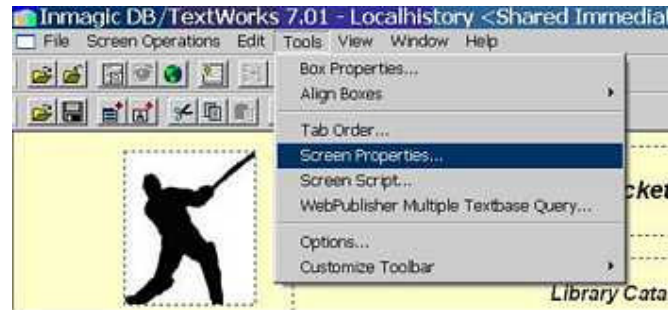 Inmagic DB/TextWorks 7.01 - Localhistory <Shared Immedia
File Screen Operations Edit Tools View Window Help
Box Properties...
Align Boxes
Tab Order...
Screen Properties...
Screen Script...
WebPublisher Multiple Textbase Query...
Options...
Customize Toolbar
cket
Library Cata